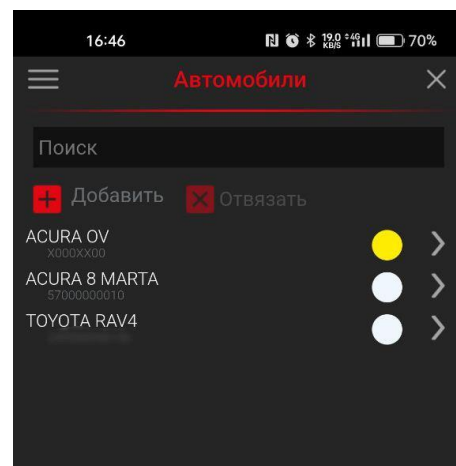 16:46 19.0 KB/S 4G 70%
Автомобили
Поиск
Добавить Отвязать
ACURA OV
X000XX00
ACURA 8 MARTA
57000000010
TOYOTA RAV4